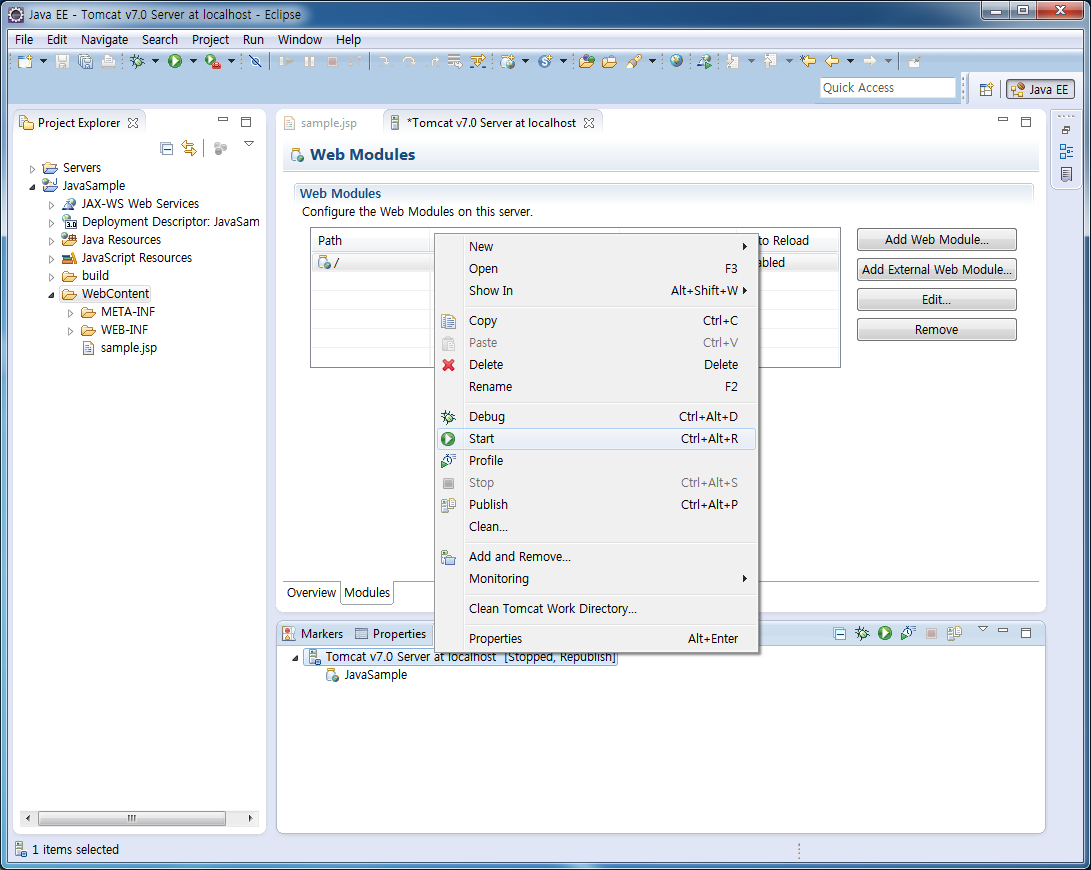 Java EE - Tomcat v7.0 Server at localhost - Eclipse
File Edit Navigate Search Project Run Window Help
Quick Access
Java EE
Project Explorer
Servers
JavaSample
JAX-WS Web Services
3.0 Deployment Descriptor: JavaSam
Java Resources
JavaScript Resources
build
WebContent
META-INF
WEB-INF
sample.jsp
sample.jsp
*Tomcat v7.0 Server at localhost
Web Modules
Web Modules
Configure the Web Modules on this server.
Path
to Reload
/
abled
Add Web Module...
Add External Web Module...
Edit...
Remove
New
Open F3
Show In Alt+Shift+W
Copy Ctrl+C
Paste Ctrl+V
Delete Delete
Rename F2
Debug Ctrl+Alt+D
Start Ctrl+Alt+R
Profile
Stop Ctrl+Alt+S
Publish Ctrl+Alt+P
Clean...
Add and Remove...
Monitoring
Clean Tomcat Work Directory...
Properties Alt+Enter
Overview Modules
Markers Properties
Tomcat v7.0 Server at localhost [Stopped, Republish]
JavaSample
1 items selected